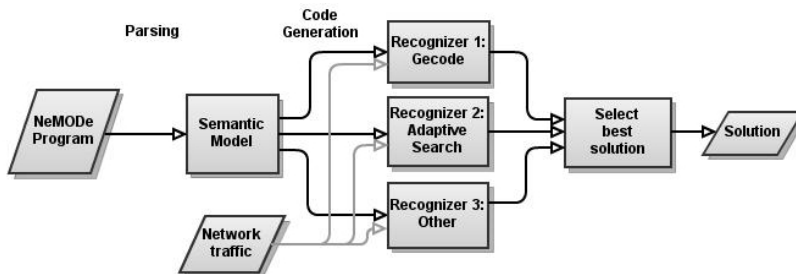 Parsing
Code
Generation
NeMODe
Program
Semantic
Model
Recognizer 1:
Gecode
Recognizer 2:
Adaptive
Search
Recognizer 3:
Other
Select
best
solution
Solution
Network
traffic